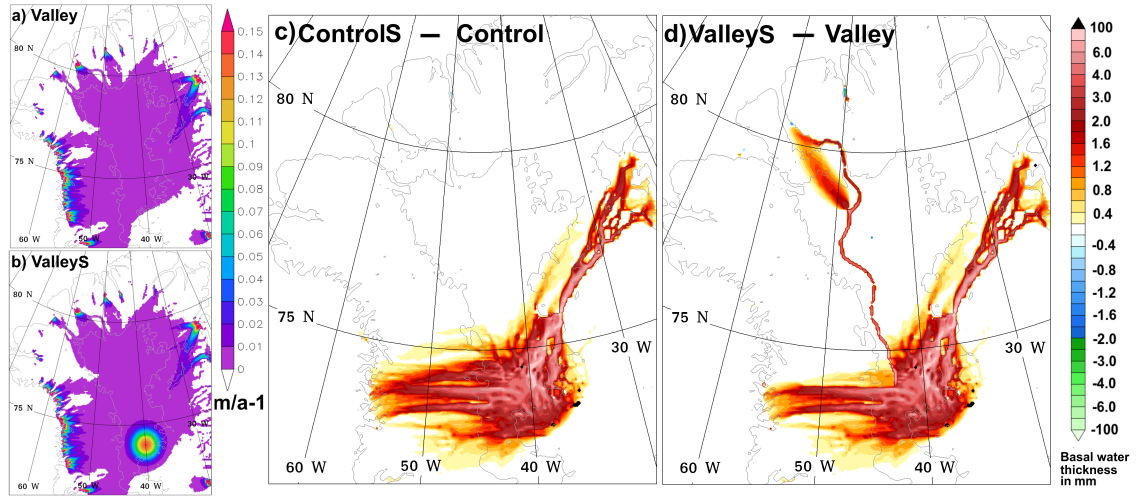 a) Valley
80 N
75 N
30 W
60 W
50 W
40 W
b) ValleyS
80 N
75 N
30 W
60 W
50 W
40 W
0.15
0.14
0.13
0.12
0.11
0.1
0.09
0.08
0.07
0.06
0.05
0.04
0.03
0.02
0.01
0
m/a-1
c) ControlS — Control
80 N
75 N
30 W
60 W
50 W
40 W
d) ValleyS — Valley
80 N
75 N
30 W
60 W
50 W
40 W
100
6.0
4.0
3.0
2.0
1.6
1.2
0.8
0.4
-0.4
-0.8
-1.2
-1.6
-2.0
-3.0
-4.0
-6.0
-100
Basal water
thickness
in mm